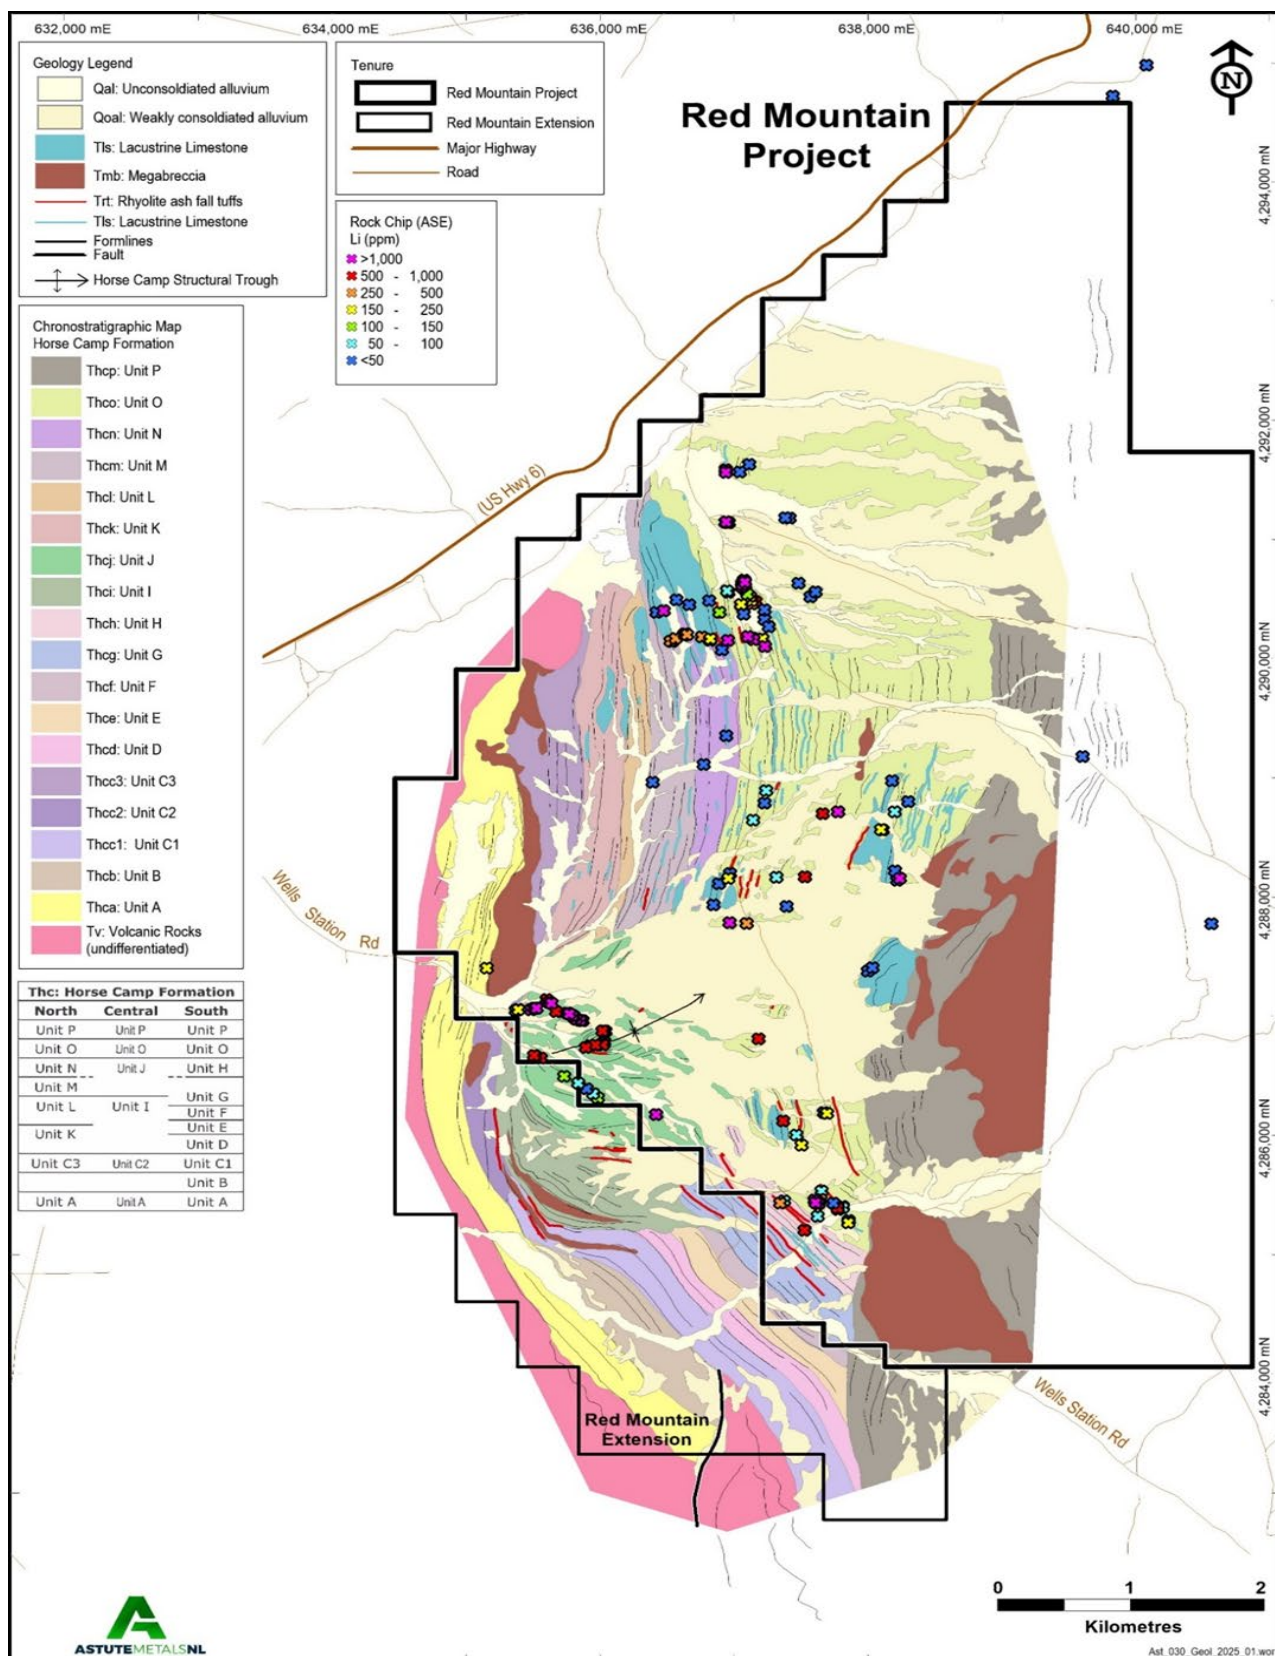 632,000 mE
634,000 mE
636,000 mE
638,000 mE
640,000 mE
Geology Legend
Qal: Unconsoldiated alluvium
Qoal: Weakly consoldiated alluvium
Tls: Lacustrine Limestone
Tmb: Megabreccia
Trt: Rhyolite ash fall tuffs
Tls: Lacustrine Limestone
Formlines
Fault
Horse Camp Structural Trough
Tenure
Red Mountain Project
Red Mountain Extension
Major Highway
Road
Red Mountain
Project
N
Rock Chip (ASE)
Li (ppm)
>1,000
500 - 1,000
250 - 500
150 - 250
100 - 150
50 - 100
<50
Chronostratigraphic Map
Horse Camp Formation
Thcp: Unit P
Thco: Unit O
Thcn: Unit N
Thcm: Unit M
Thcl: Unit L
Thck: Unit K
Thcj: Unit J
Thci: Unit I
Thch: Unit H
Thcg: Unit G
Thcf: Unit F
Thce: Unit E
Thcd: Unit D
Thcc3: Unit C3
Thcc2: Unit C2
Thcc1: Unit C1
Thcb: Unit B
Thca: Unit A
Tv: Volcanic Rocks
(undifferentiated)
Thc: Horse Camp Formation
North Central South
Unit P Unit P Unit P
Unit O Unit O Unit O
Unit N Unit J Unit H
Unit M
Unit G
Unit L Unit I
Unit F
Unit E
Unit K
Unit D
Unit C3 Unit C2 Unit C1
Unit B
Unit A Unit A Unit A
(US Hwy 6)
Wells Station Rd
4,294,000 mN
4,292,000 mN
4,290,000 mN
4,288,000 mN
4,286,000 mN
4,284,000 mN
Wells Station Rd
Red Mountain
Extension
0 1 2
Kilometres
ASTUTEMETALSNL
Ast_030_Geol_2025_01.wor